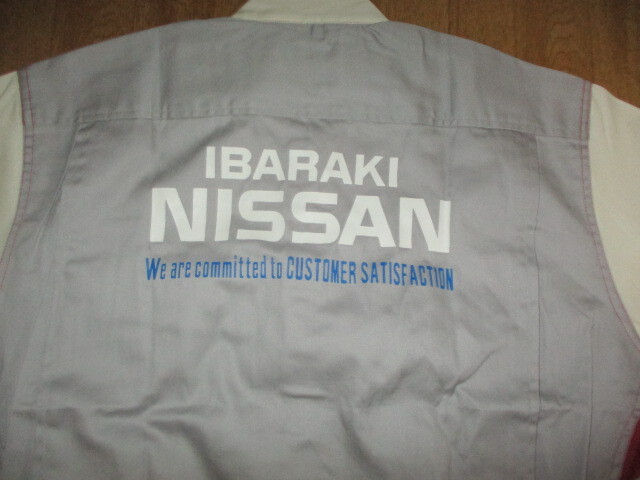 IBARAKI
NISSAN
We are committed to CUSTOMER SATISFACTION